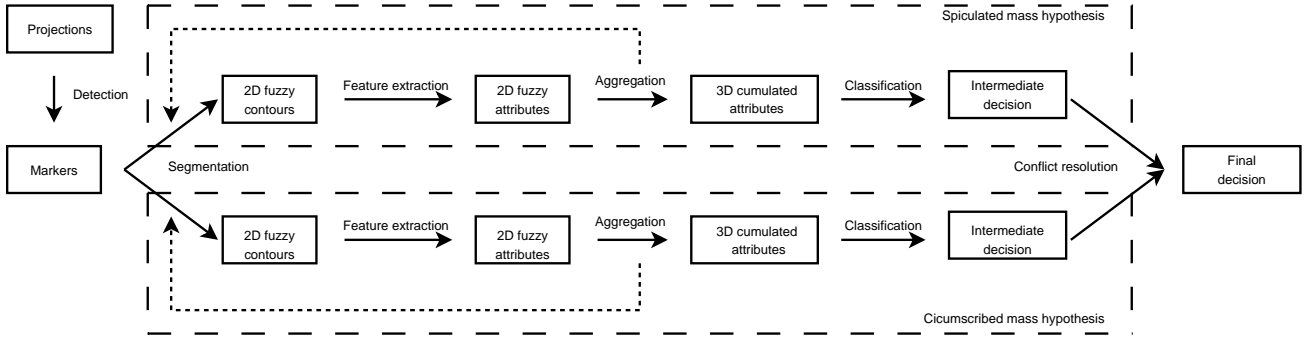 Projections
Spiculated mass hypothesis
Detection
2D fuzzy
contours
Feature extraction
2D fuzzy
attributes
Aggregation
3D cumulated
attributes
Classification
Intermediate
decision
Markers
Segmentation
Conflict resolution
Final
decision
2D fuzzy
contours
Feature extraction
2D fuzzy
attributes
Aggregation
3D cumulated
attributes
Classification
Intermediate
decision
Cicumscribed mass hypothesis